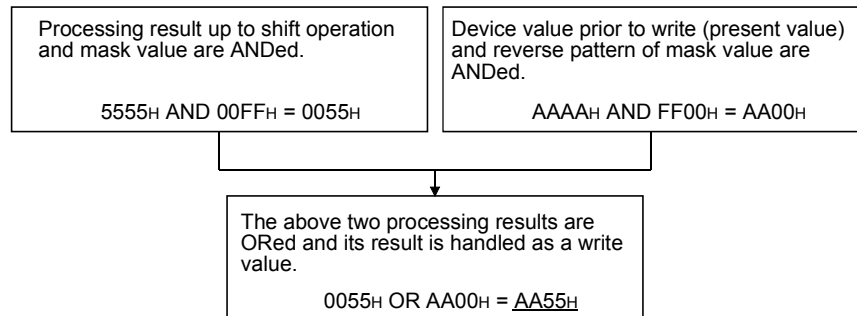 Processing result up to shift operation
and mask value are ANDed.
5555H AND 00FFH = 0055H
Device value prior to write (present value)
and reverse pattern of mask value are
ANDed.
AAAAH AND FF00H = AA00H
The above two processing results are
ORed and its result is handled as a write
value.
0055H OR AA00H = AA55H